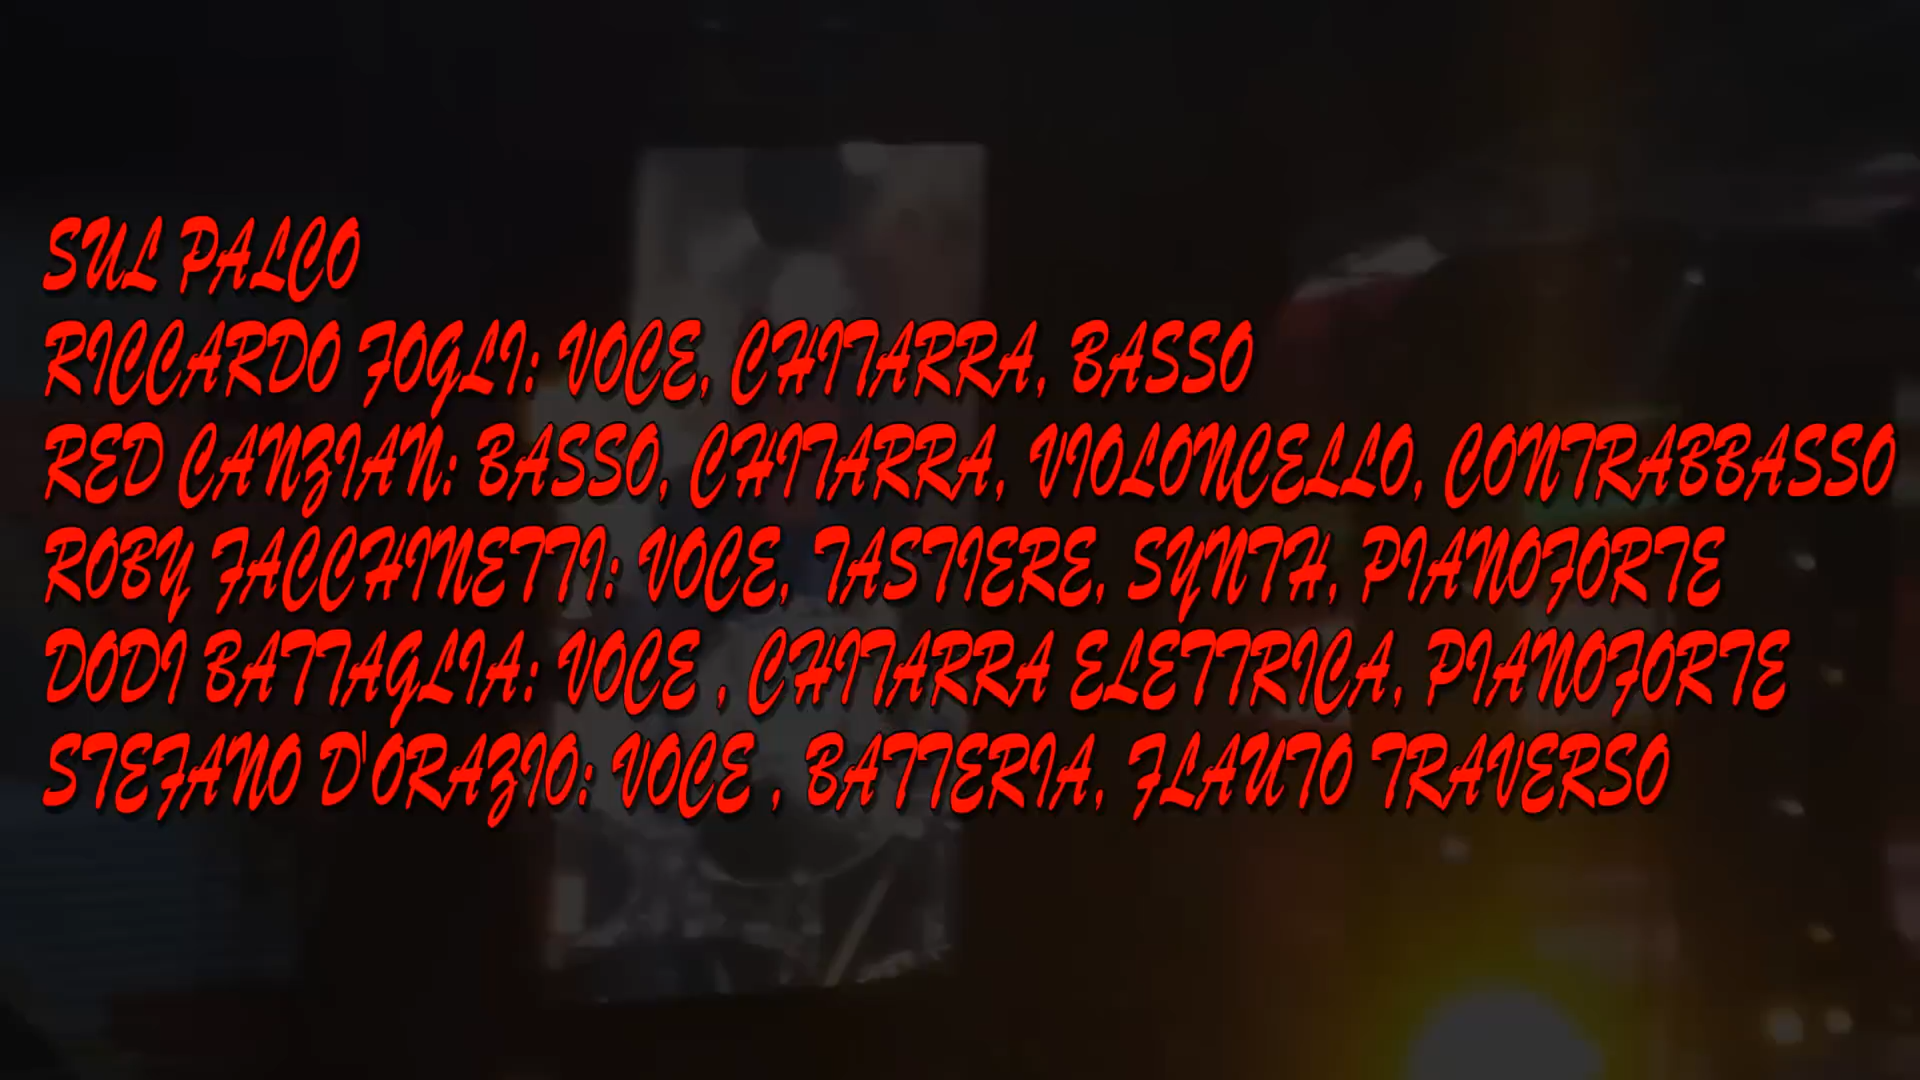 SUL PALCO
RICCARDO FOGLI: VOCE, CHITARRA, BASSO
RED CANZIAN: BASSO, CHITARRA, VIOLONCELLO, CONTRABBASSO
ROBY FACCHINETTI: VOCE, TASTIERE, SYNTH, PIANOFORTE
DODI BATTAGLIA: VOCE , CHITARRA ELETTRICA, PIANOFORTE
STEFANO D'ORAZIO: VOCE , BATTERIA, FLAUTO TRAVERSO